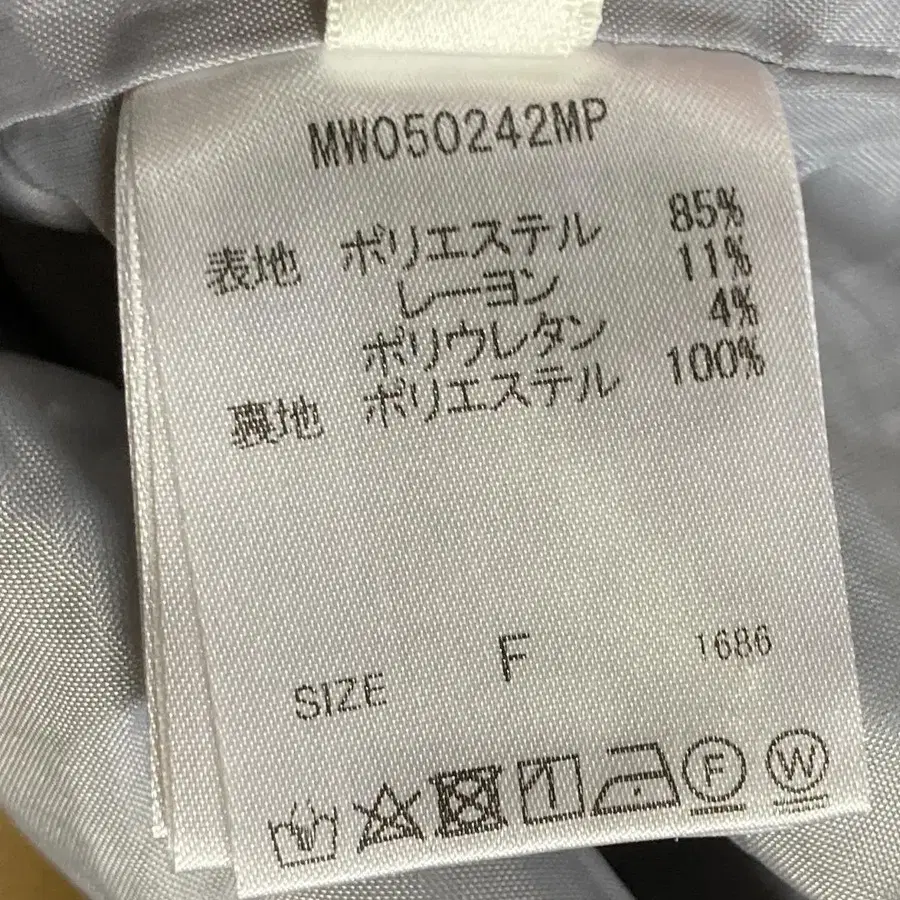 MW050242MP
表地 ポリエステル 85%
レーヨン 11%
ポリウレタン 4%
裏地 ポリエステル 100%
SIZE F 1686
F W